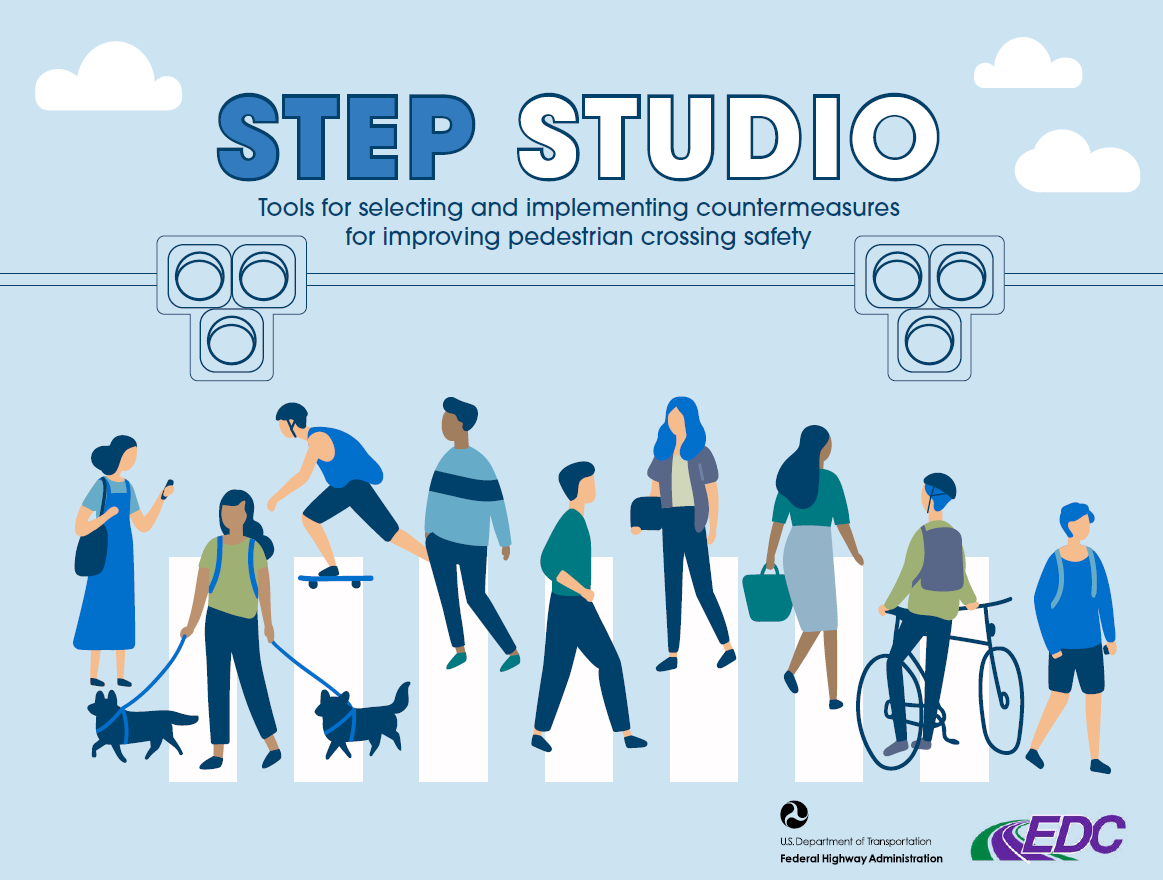 STEP STUDIO
Tools for selecting and implementing countermeasures
for improving pedestrian crossing safety
U.S. Department of Transportation
Federal Highway Administration
EDC